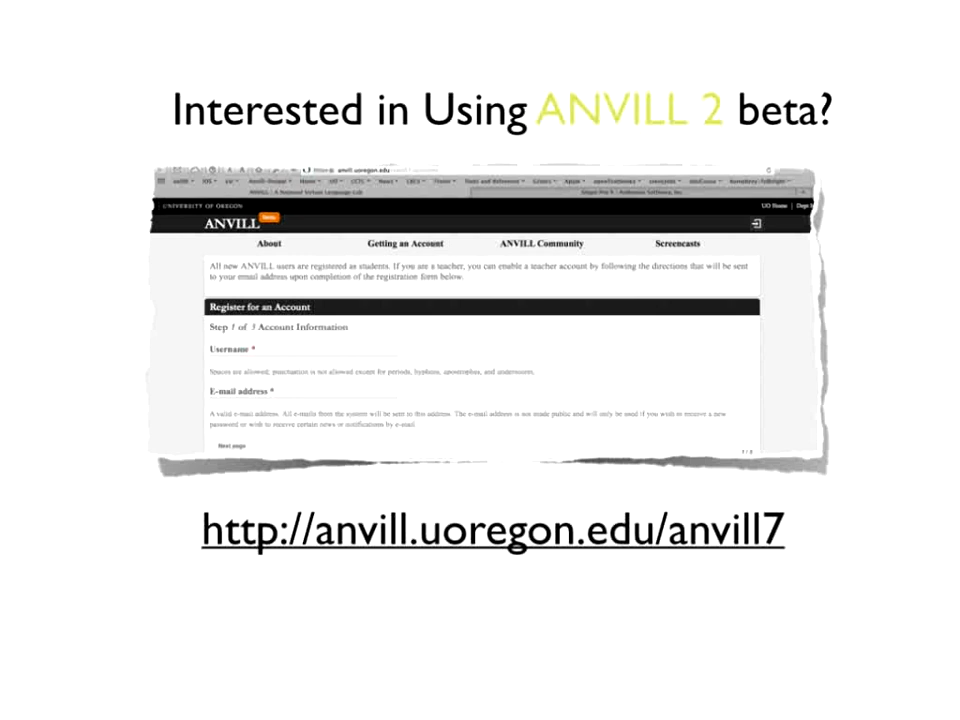 Interested in Using ANVILL 2 beta?
anvill.uoregon.edu
UNIVERSITY OF OREGON
UO Home | Dept
ANVILL beta
About Getting an Account ANVILL Community Screencasts
All new ANVILL users are registered as students. If you are a teacher, you can enable a teacher account by following the directions that will be sent
to your email address upon completion of the registration form below.
Register for an Account
Step 1 of 3 Account Information
Username *
Spaces are allowed; punctuation is not allowed except for periods, hyphens, apostrophes, and underscores.
E-mail address *
A valid e-mail address. All e-mails from the system will be sent to this address. The e-mail address is not made public and will only be used if you wish to receive a new
password or wish to receive certain news or notifications by e-mail.
Next page
http://anvill.uoregon.edu/anvill7